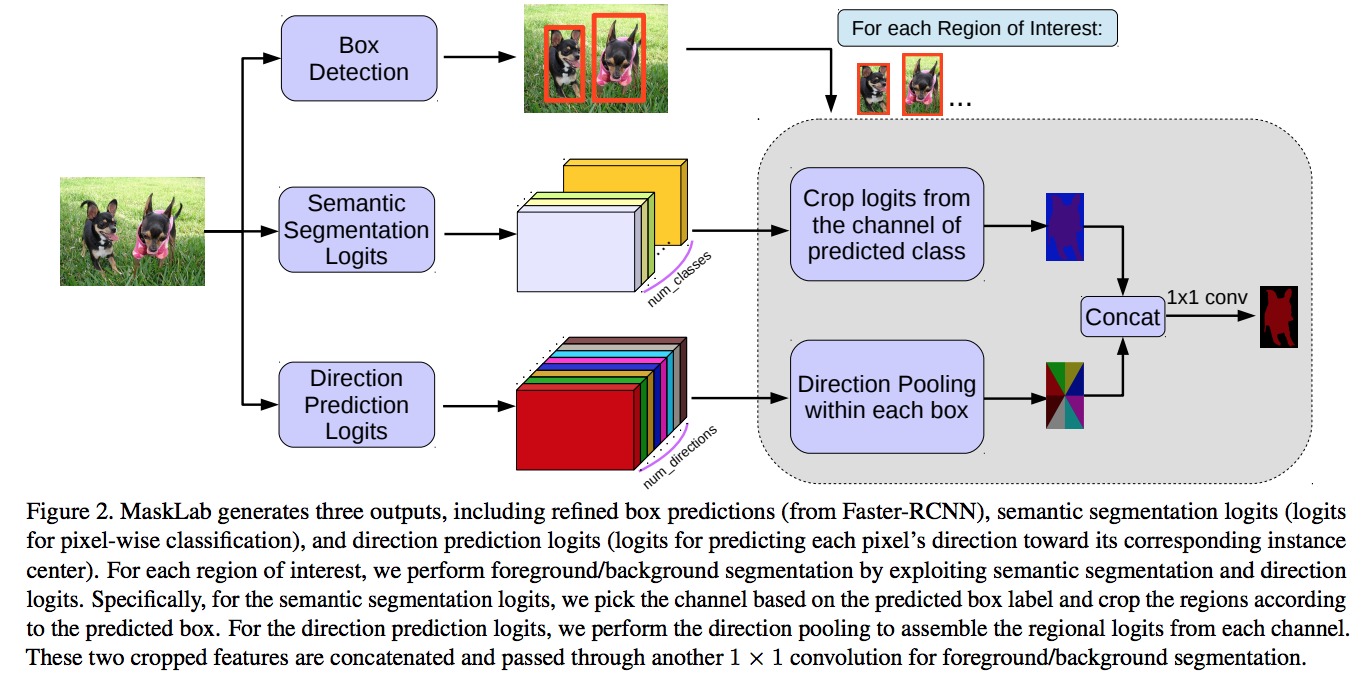 Box
Detection
For each Region of Interest:
...
Semantic
Segmentation
Logits
num_classes
Crop logits from
the channel of
predicted class
Concat
1x1 conv
Direction
Prediction
Logits
num_directions
Direction Pooling
within each box
Figure 2. MaskLab generates three outputs, including refined box predictions (from Faster-RCNN), semantic segmentation logits (logits
for pixel-wise classification), and direction prediction logits (logits for predicting each pixel's direction toward its corresponding instance
center). For each region of interest, we perform foreground/background segmentation by exploiting semantic segmentation and direction
logits. Specifically, for the semantic segmentation logits, we pick the channel based on the predicted box label and crop the regions according
to the predicted box. For the direction prediction logits, we perform the direction pooling to assemble the regional logits from each channel.
These two cropped features are concatenated and passed through another 1 × 1 convolution for foreground/background segmentation.